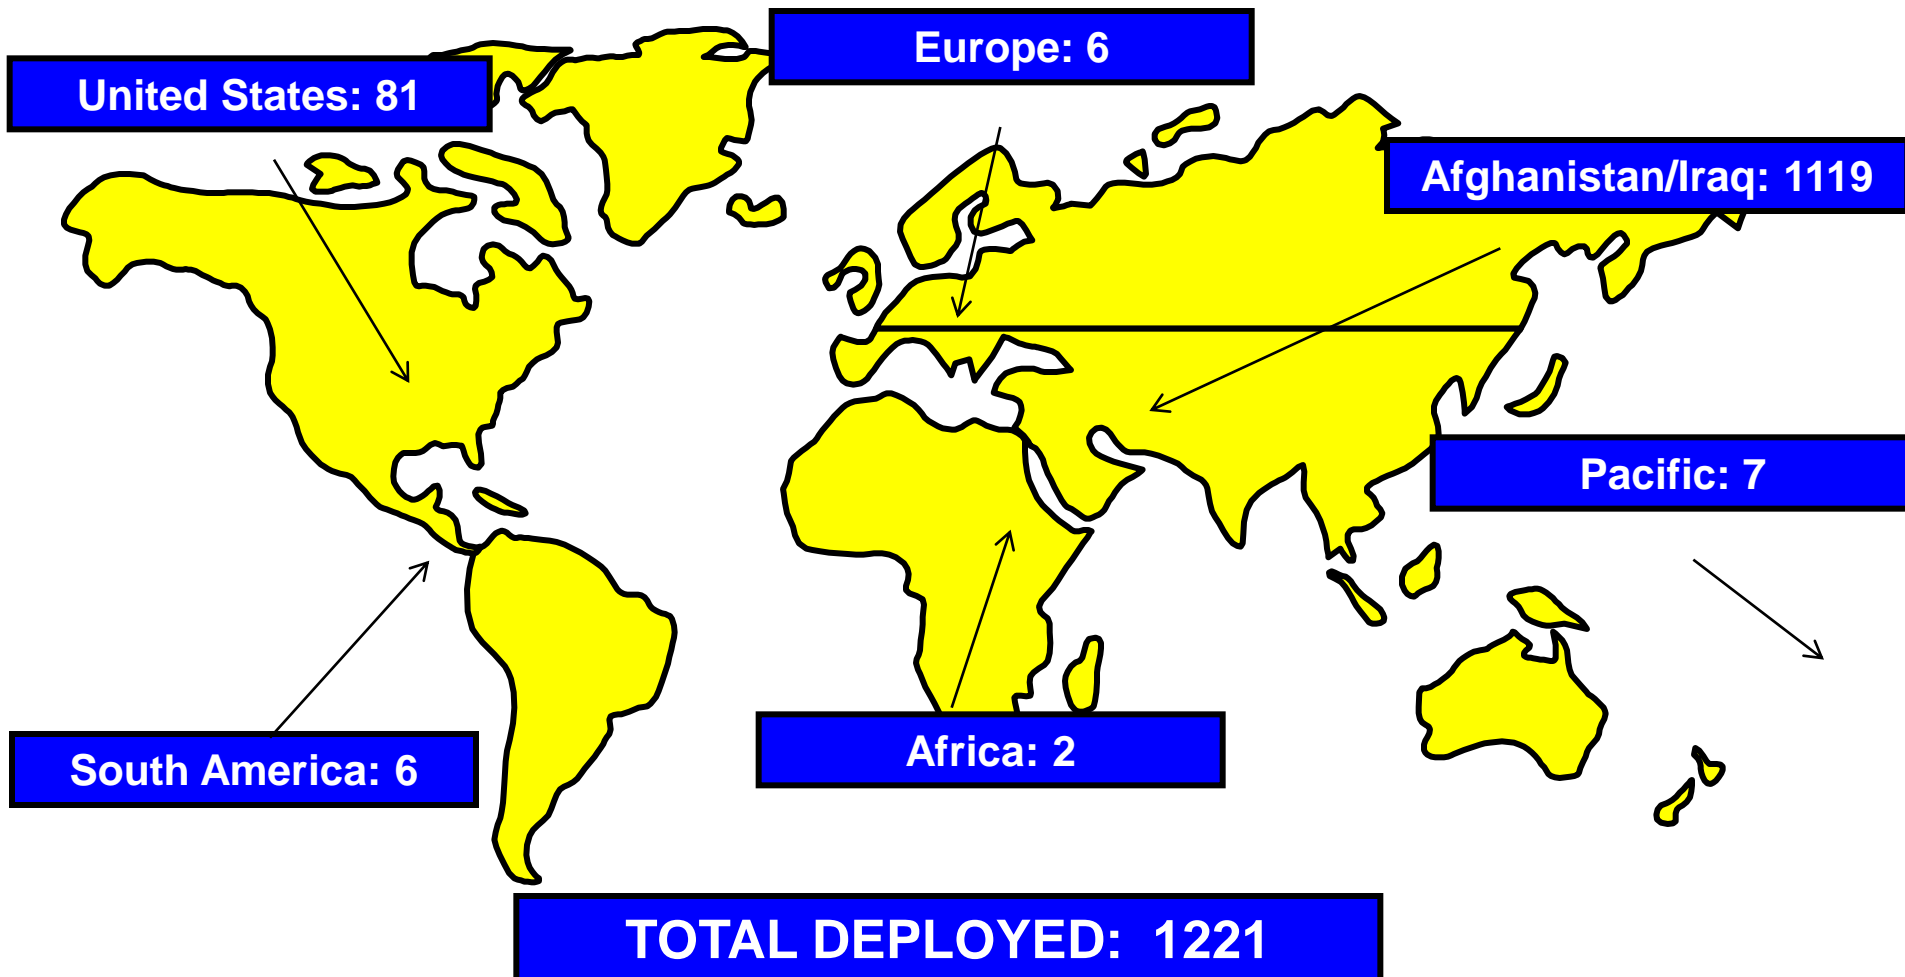 Europe: 6
United States: 81
Afghanistan/Iraq: 1119
Pacific: 7
South America: 6
Africa: 2
TOTAL DEPLOYED: 1221